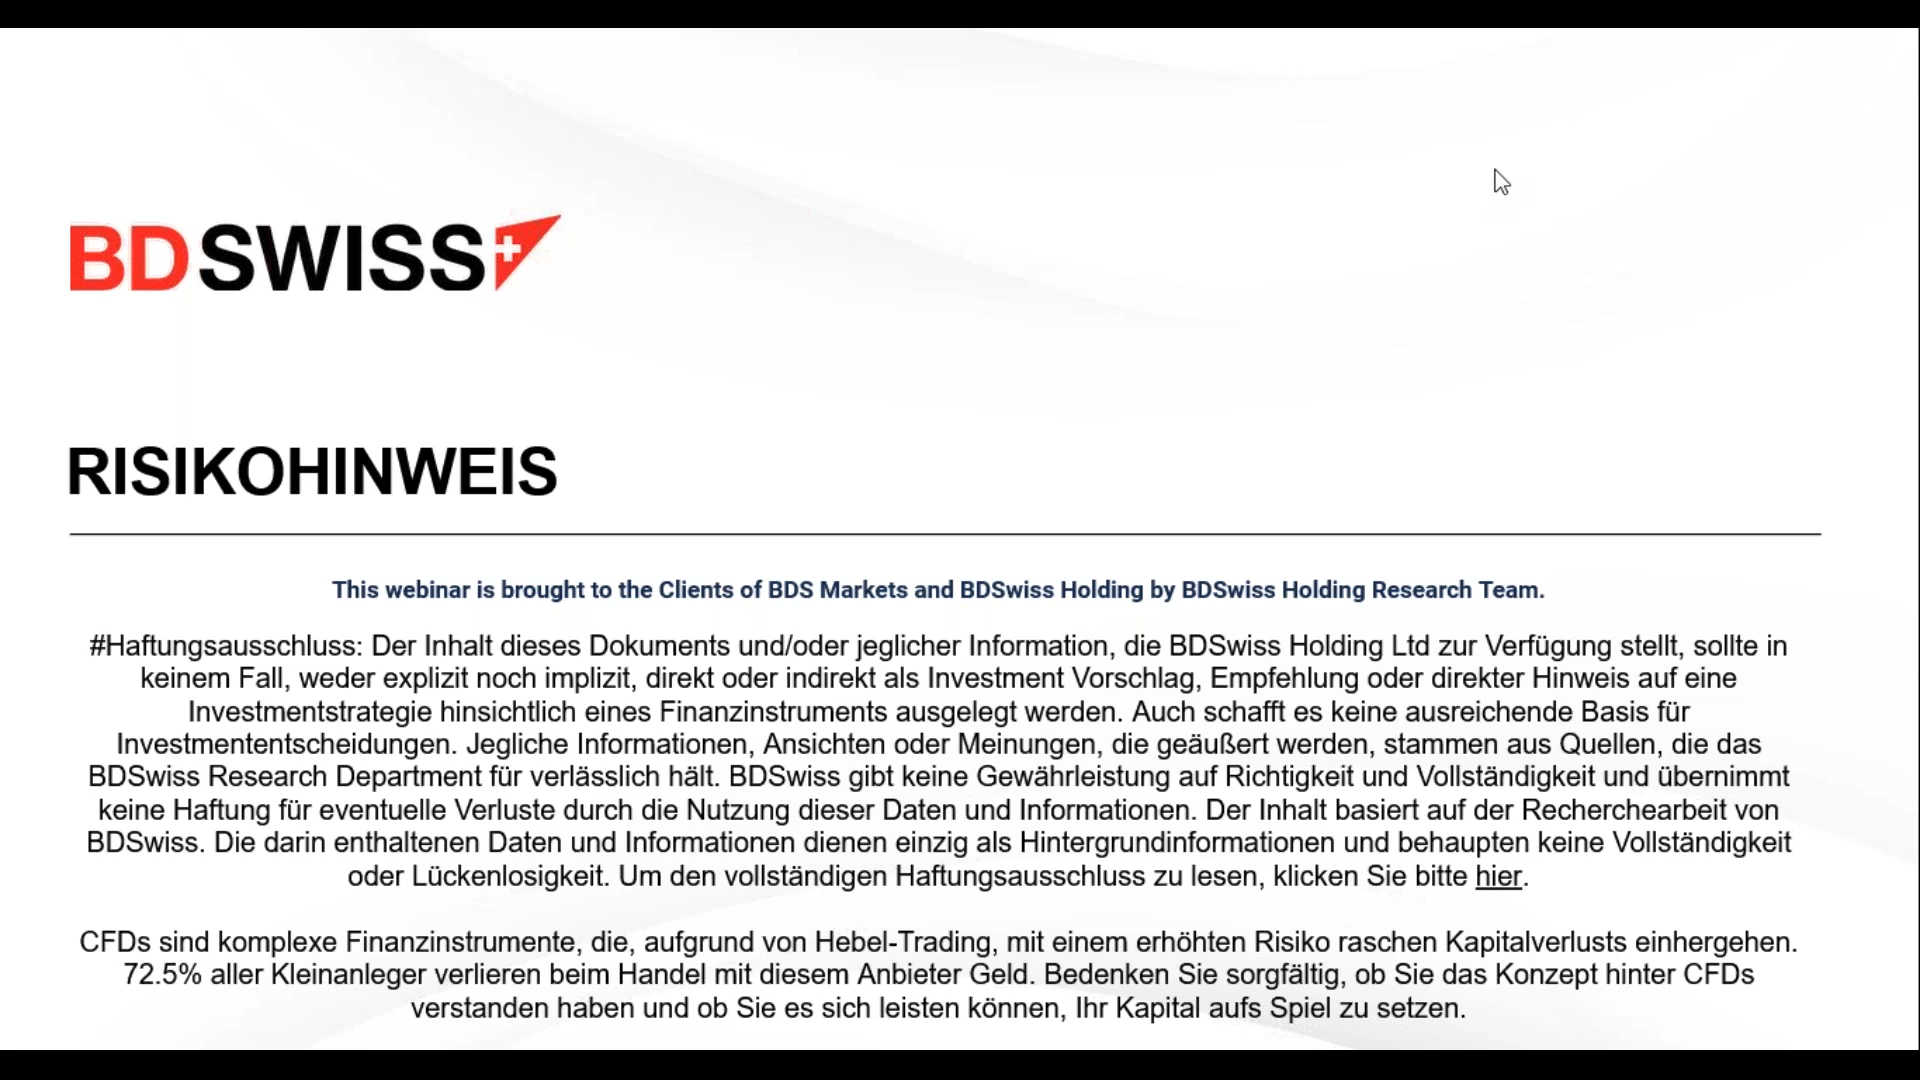 BDSWISS
RISIKOHINWEIS
This webinar is brought to the Clients of BDS Markets and BDSwiss Holding by BDSwiss Holding Research Team.
#Haftungsausschluss: Der Inhalt dieses Dokuments und/oder jeglicher Information, die BDSwiss Holding Ltd zur Verfügung stellt, sollte in
keinem Fall, weder explizit noch implizit, direkt oder indirekt als Investment Vorschlag, Empfehlung oder direkter Hinweis auf eine
Investmentstrategie hinsichtlich eines Finanzinstruments ausgelegt werden. Auch schafft es keine ausreichende Basis für
Investmententscheidungen. Jegliche Informationen, Ansichten oder Meinungen, die geäußert werden, stammen aus Quellen, die das
BDSwiss Research Department für verlässlich hält. BDSwiss gibt keine Gewährleistung auf Richtigkeit und Vollständigkeit und übernimmt
keine Haftung für eventuelle Verluste durch die Nutzung dieser Daten und Informationen. Der Inhalt basiert auf der Recherchearbeit von
BDSwiss. Die darin enthaltenen Daten und Informationen dienen einzig als Hintergrundinformationen und behaupten keine Vollständigkeit
oder Lückenlosigkeit. Um den vollständigen Haftungsausschluss zu lesen, klicken Sie bitte hier.
CFDs sind komplexe Finanzinstrumente, die, aufgrund von Hebel-Trading, mit einem erhöhten Risiko raschen Kapitalverlusts einhergehen.
72.5% aller Kleinanleger verlieren beim Handel mit diesem Anbieter Geld. Bedenken Sie sorgfältig, ob Sie das Konzept hinter CFDs
verstanden haben und ob Sie es sich leisten können, Ihr Kapital aufs Spiel zu setzen.